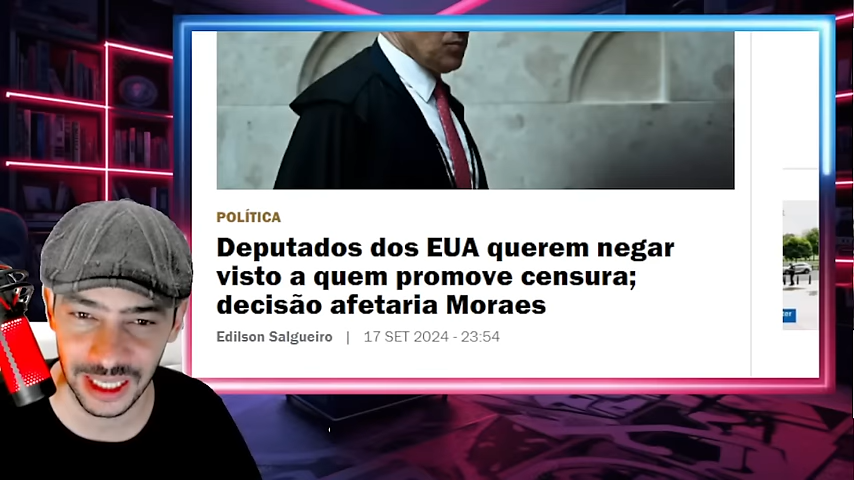 POLÍTICA
Deputados dos EUA querem negar
visto a quem promove censura;
decisão afetaria Moraes
Edilson Salgueiro | 17 SET 2024 - 23:54